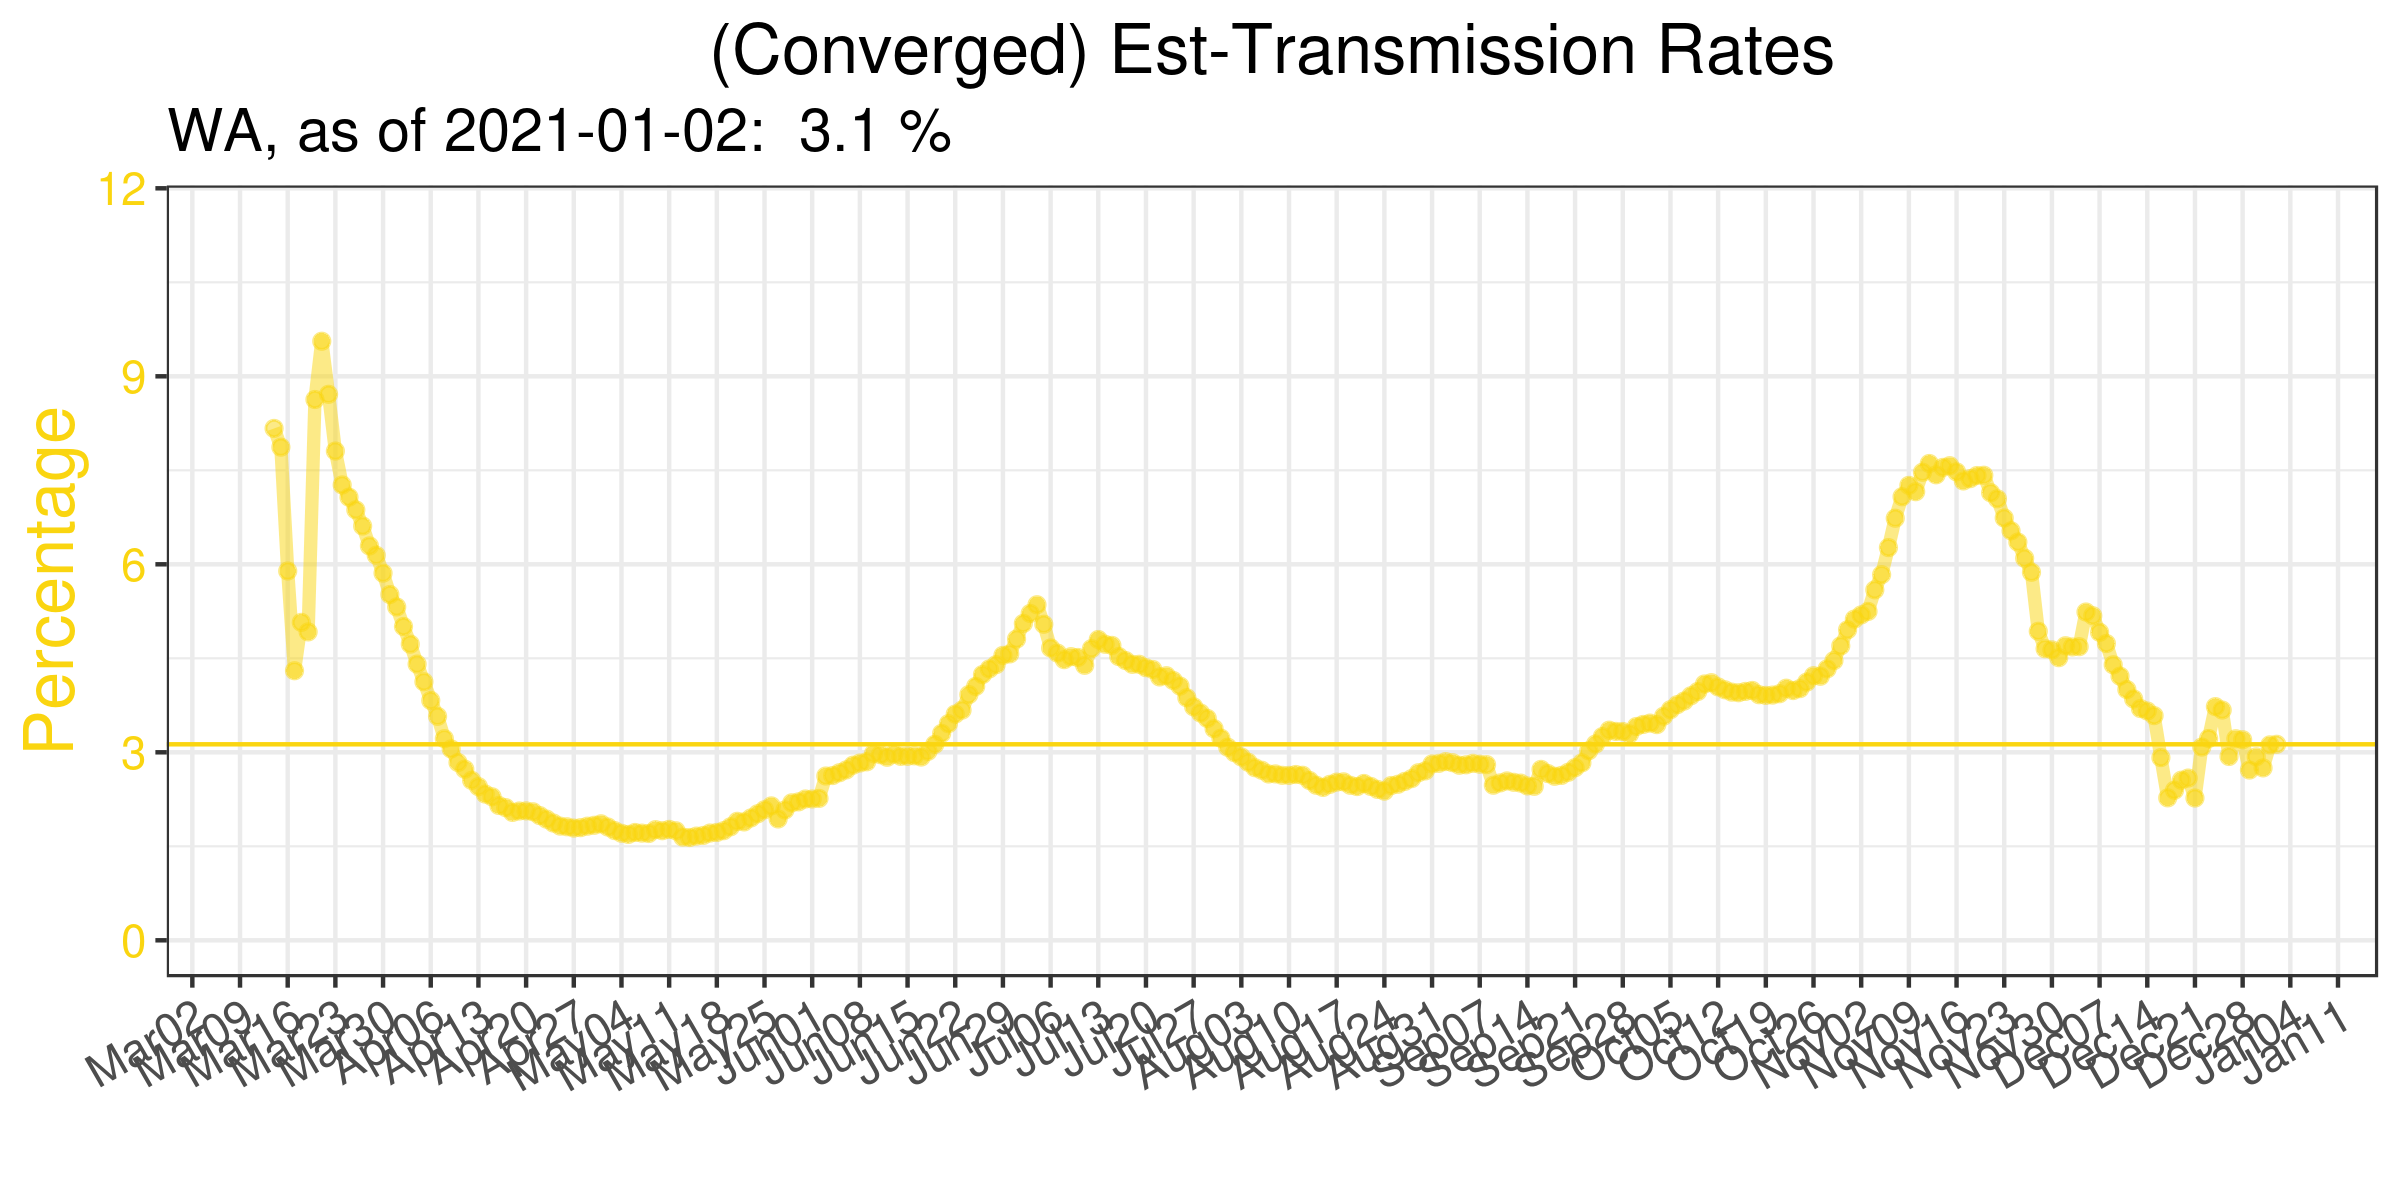 (Converged) Est-Transmission Rates
WA, as of 2021-01-02:  3.1 %
Percentage
12
9
6
3
0
Mar02
Mar09
Mar16
Mar23
Mar30
Apr06
Apr13
Apr20
Apr27
May04
May11
May18
May25
Jun01
Jun08
Jun15
Jun22
Jun29
Jul06
Jul13
Jul20
Jul27
Aug03
Aug10
Aug17
Aug24
Aug31
Sep07
Sep14
Sep21
Sep28
Oct05
Oct12
Oct19
Oct26
Nov02
Nov09
Nov16
Nov23
Nov30
Dec07
Dec14
Dec21
Dec28
Jan04
Jan11